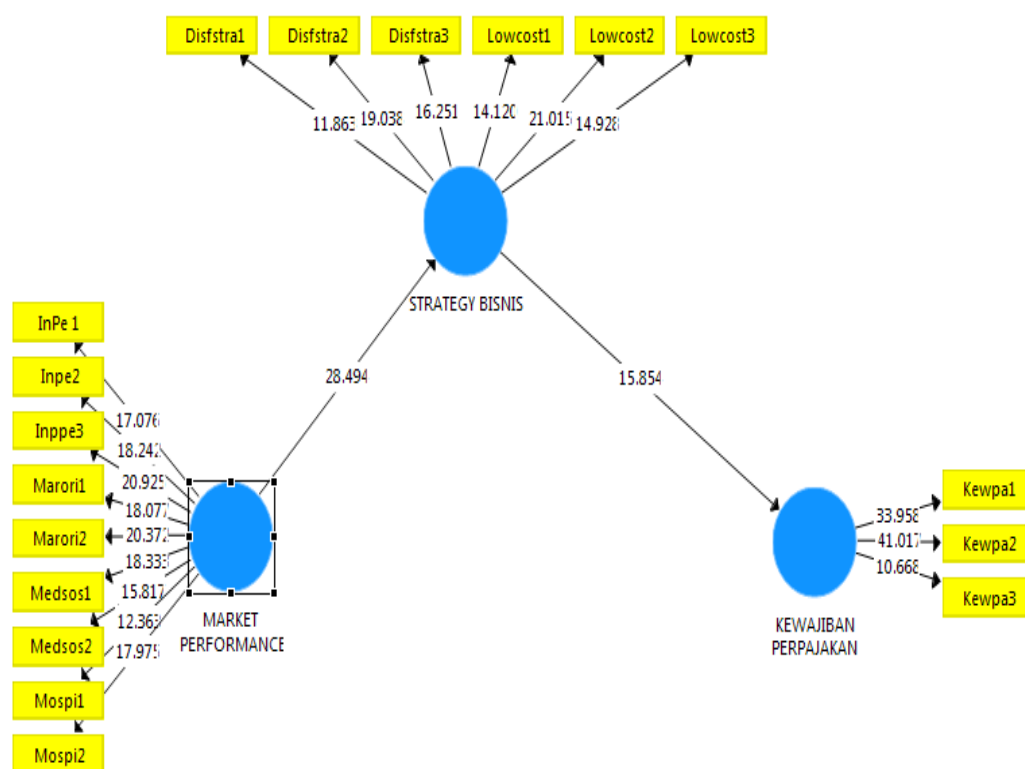 Disfstra1
Disfstra2
Disfstra3
Lowcost1
Lowcost2
Lowcost3
11.863
19.038
16.251
14.120
21.015
14.928
STRATEGY BISNIS
28.494
15.854
InPe 1
Inpe2
Inppe3
Marori1
Marori2
Medsos1
Medsos2
Mospi1
Mospi2
17.076
18.242
20.925
18.077
20.372
18.333
15.817
12.363
17.975
MARKET
PERFORMANCE
KEWAJIBAN
PERPAJAKAN
33.958
41.017
10.668
Kewpa1
Kewpa2
Kewpa3